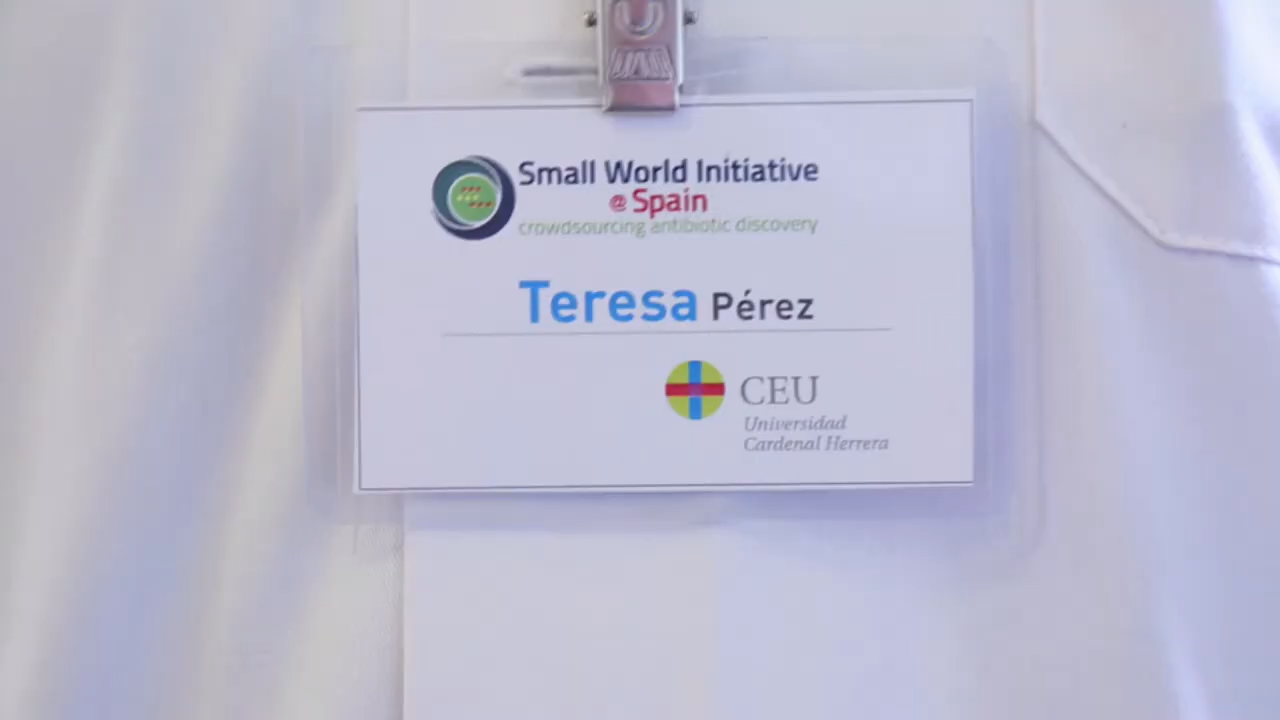 Small World Initiative
@ Spain
crowdsourcing antibiotic discovery
Teresa Pérez
CEU
Universidad
Cardenal Herrera